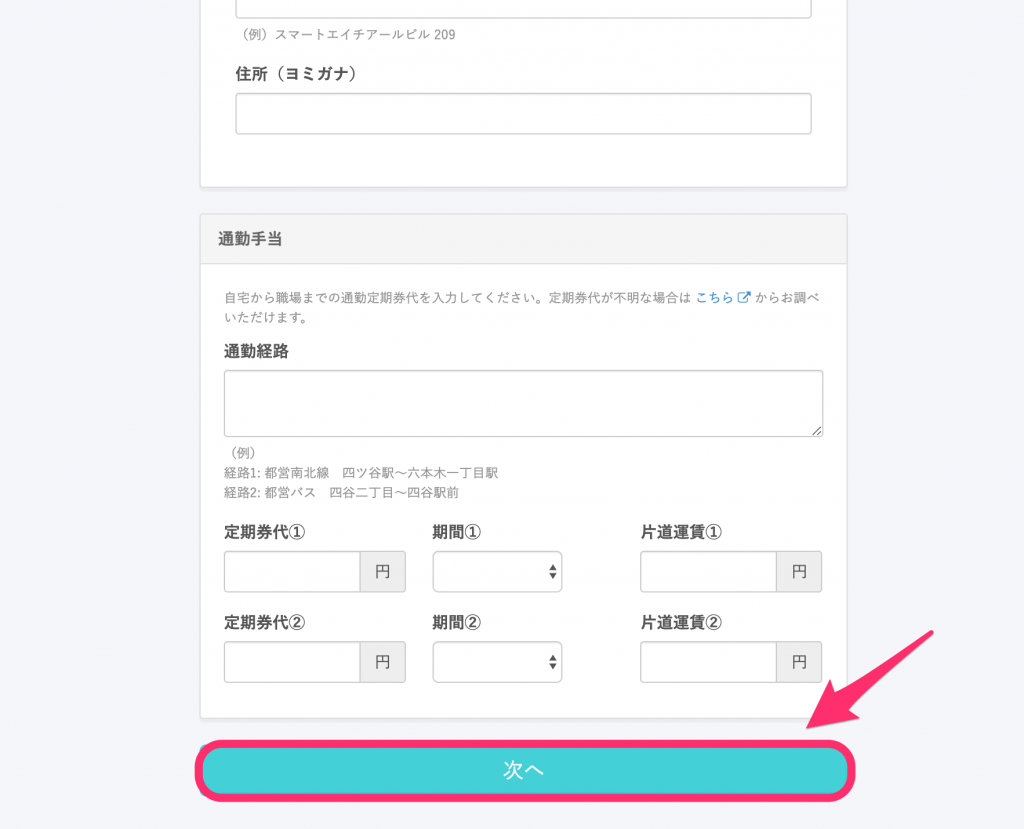 （例）スマートエイチアールビル 209
住所（ヨミガナ）
通勤手当
自宅から職場までの通勤定期券代を入力してください。定期券代が不明な場合は こちら からお調べ
いただけます。
通勤経路
（例）
経路1: 都営南北線　四ツ谷駅〜六本木一丁目駅
経路2: 都営バス　四谷二丁目〜四谷駅前
定期券代① 期間① 片道運賃①
円 円
定期券代② 期間② 片道運賃②
円 円
次へ